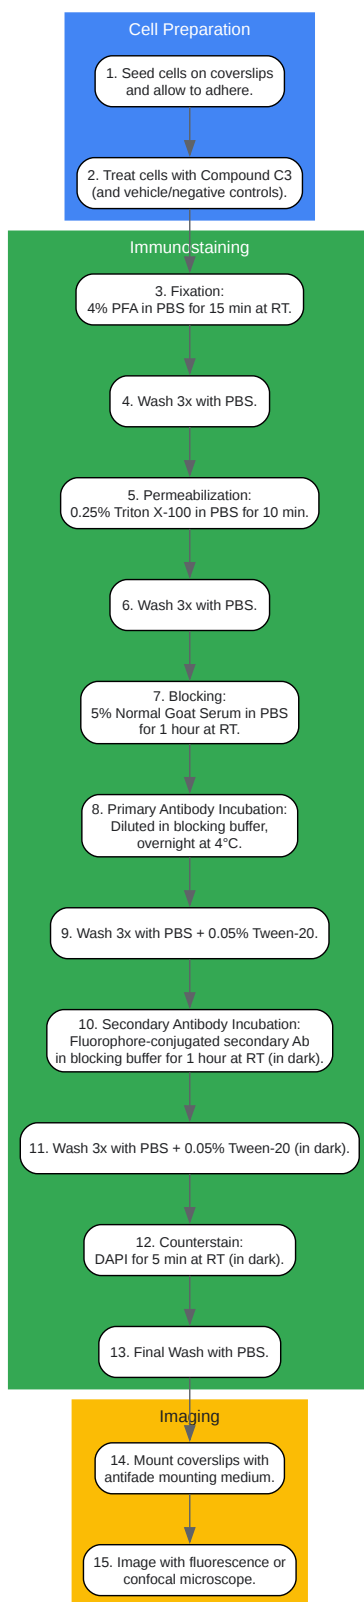 Cell Preparation
1. Seed cells on coverslips
and allow to adhere.
2. Treat cells with Compound C3
(and vehicle/negative controls).
Immunostaining
3. Fixation:
4% PFA in PBS for 15 min at RT.
4. Wash 3x with PBS.
5. Permeabilization:
0.25% Triton X-100 in PBS for 10 min.
6. Wash 3x with PBS.
7. Blocking:
5% Normal Goat Serum in PBS
for 1 hour at RT.
8. Primary Antibody Incubation:
Diluted in blocking buffer,
overnight at 4°C.
9. Wash 3x with PBS + 0.05% Tween-20.
10. Secondary Antibody Incubation:
Fluorophore-conjugated secondary Ab
in blocking buffer for 1 hour at RT (in dark).
11. Wash 3x with PBS + 0.05% Tween-20 (in dark).
12. Counterstain:
DAPI for 5 min at RT (in dark).
13. Final Wash with PBS.
Imaging
14. Mount coverslips with
antifade mounting medium.
15. Image with fluorescence or
confocal microscope.